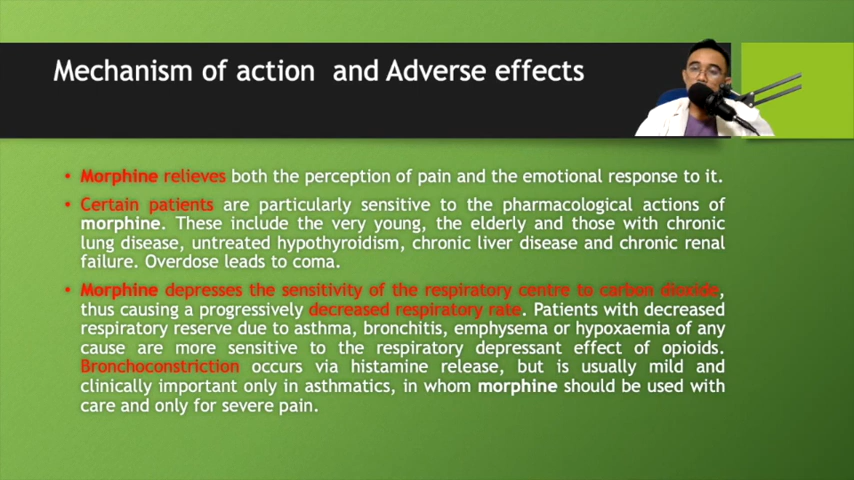 Mechanism of action and Adverse effects
• Morphine relieves both the perception of pain and the emotional response to it.
• Certain patients are particularly sensitive to the pharmacological actions of
morphine. These include the very young, the elderly and those with chronic
lung disease, untreated hypothyroidism, chronic liver disease and chronic renal
failure. Overdose leads to coma.
• Morphine depresses the sensitivity of the respiratory centre to carbon dioxide,
thus causing a progressively decreased respiratory rate. Patients with decreased
respiratory reserve due to asthma, bronchitis, emphysema or hypoxaemia of any
cause are more sensitive to the respiratory depressant effect of opioids.
Bronchoconstriction occurs via histamine release, but is usually mild and
clinically important only in asthmatics, in whom morphine should be used with
care and only for severe pain.